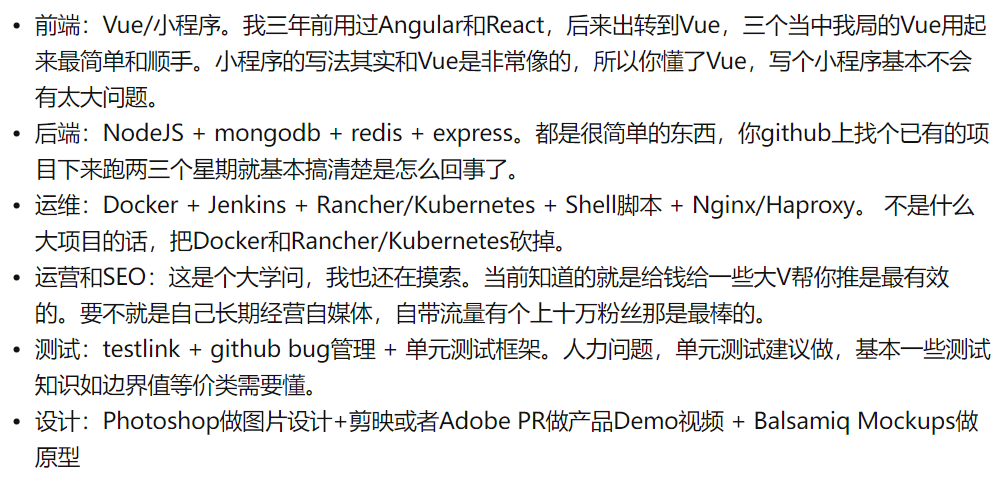 • 前端：Vue/小程序。我三年前用过Angular和React，后来出转到Vue，三个当中我局的Vue用起
来最简单和顺手。小程序的写法其实和Vue是非常像的，所以你懂了Vue，写个小程序基本不会
有太大问题。
• 后端：NodeJS + mongodb + redis + express。都是很简单的东西，你github上找个已有的项
目下来跑两三个星期就基本搞清楚是怎么回事了。
• 运维：Docker + Jenkins + Rancher/Kubernetes + Shell脚本 + Nginx/Haproxy。 不是什么
大项目的话，把Docker和Rancher/Kubernetes砍掉。
• 运营和SEO：这是个大学问，我也还在摸索。当前知道的就是给钱给一些大V帮你推是最有效
的。要不就是自己长期经营自媒体，自带流量有个上十万粉丝那是最棒的。
• 测试：testlink + github bug管理 + 单元测试框架。人力问题，单元测试建议做，基本一些测试
知识如边界值等价类需要懂。
• 设计：Photoshop做图片设计+剪映或者Adobe PR做产品Demo视频 + Balsamiq Mockups做
原型